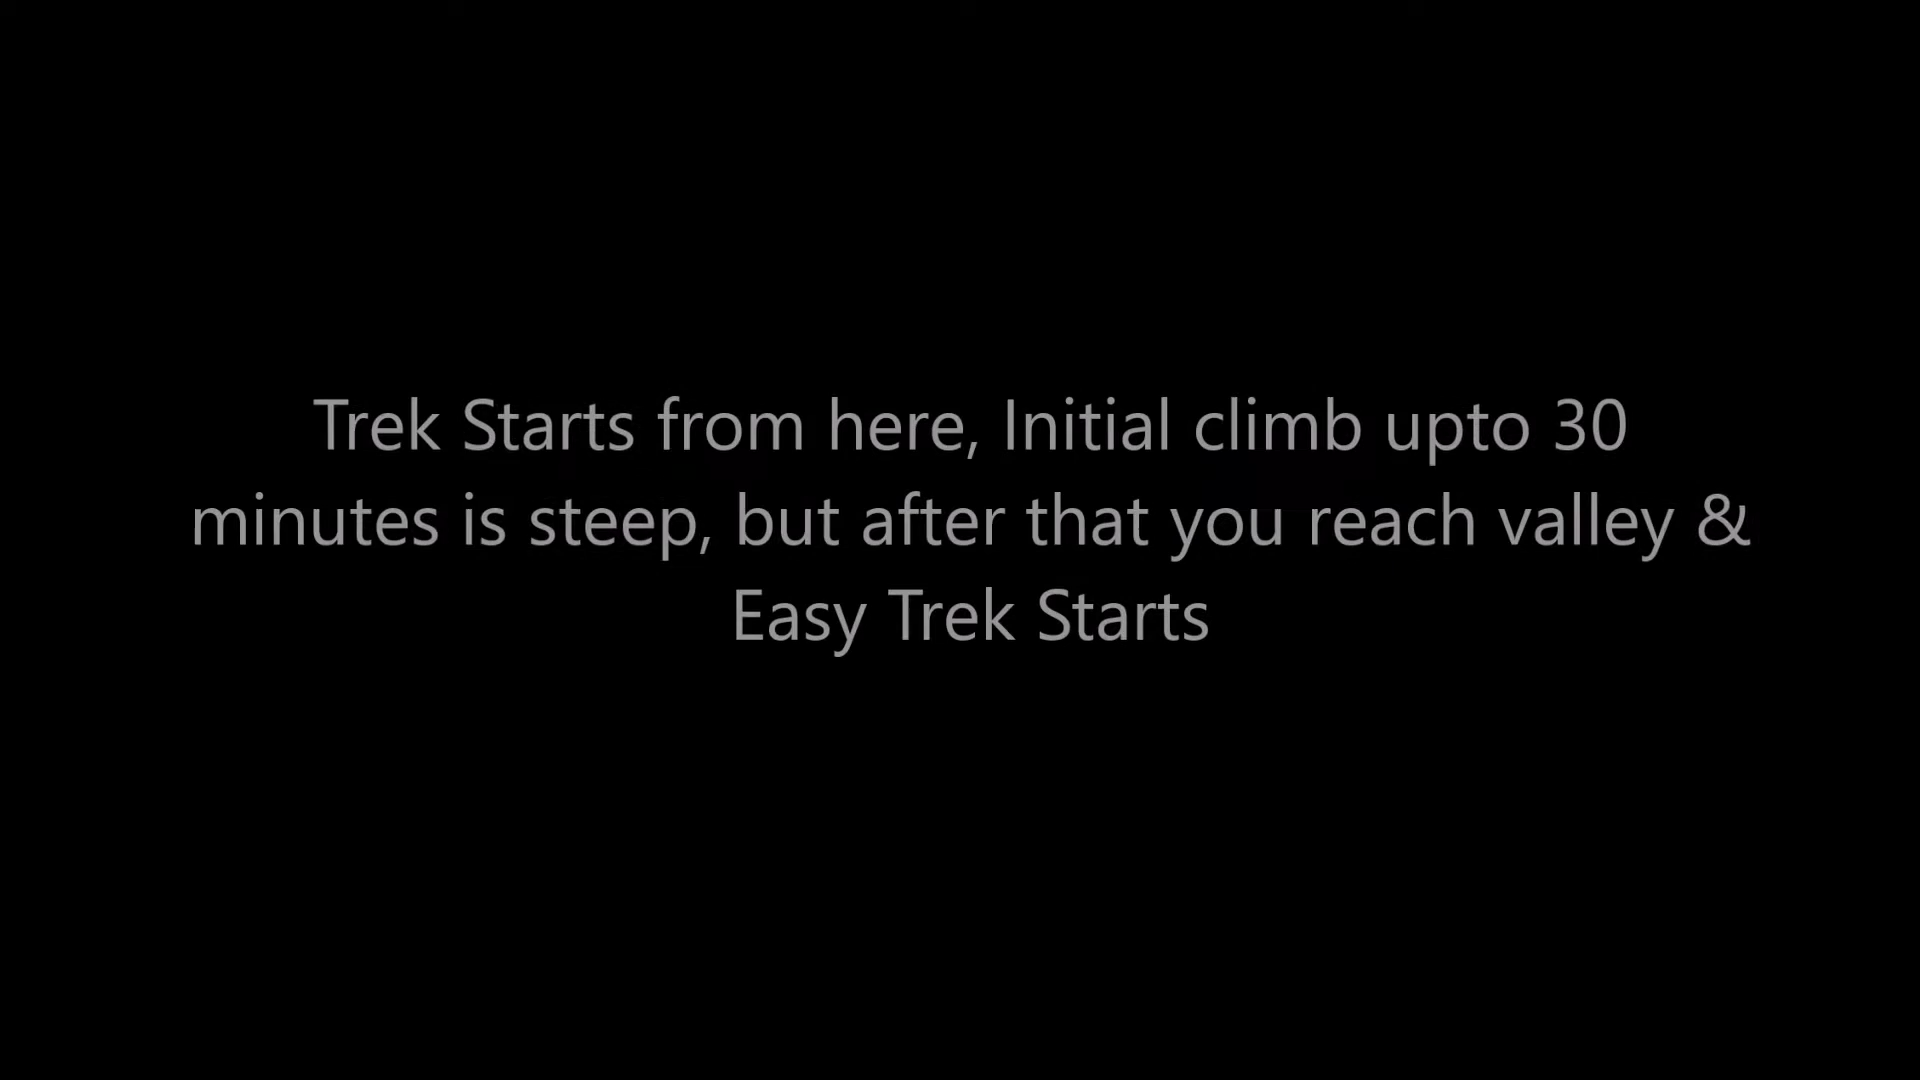 Trek Starts from here, Initial climb upto 30
minutes is steep, but after that you reach valley &
Easy Trek Starts